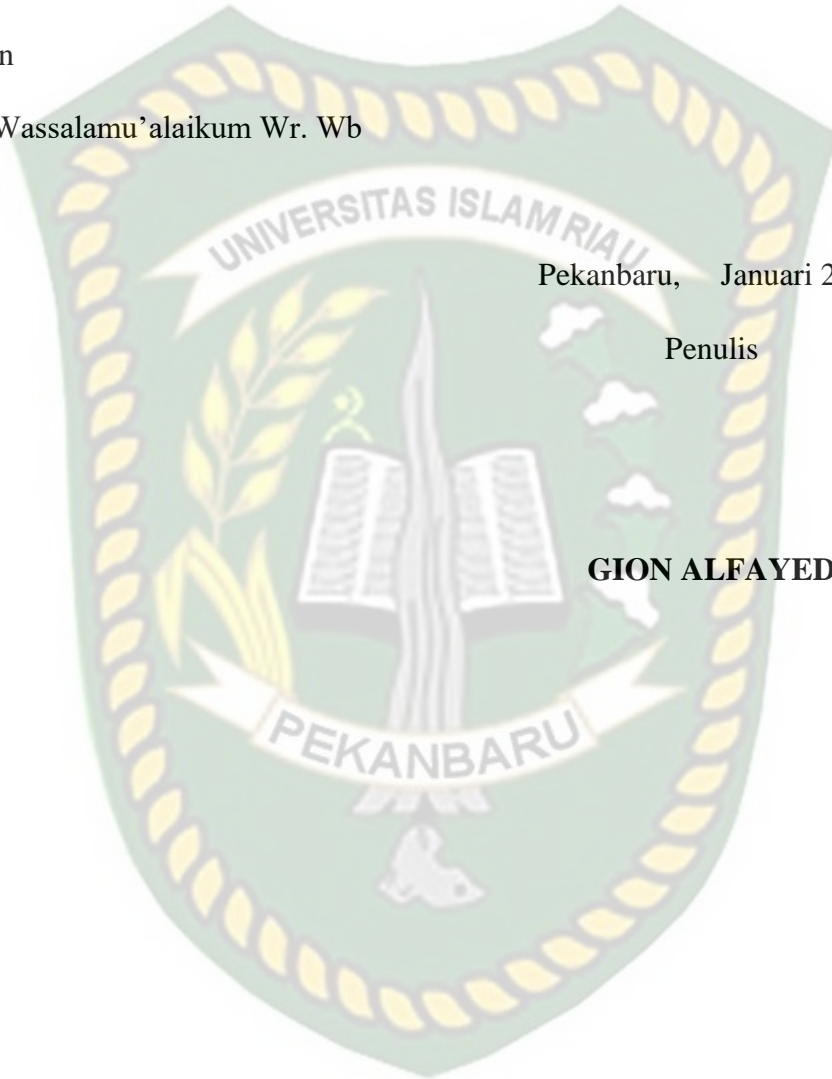 n
Wassalamu’alaikum Wr. Wb
UNIVERSITAS ISLAM RIAU
Pekanbaru, Januari 2
Penulis
GION ALFAYED
PEKANBARU